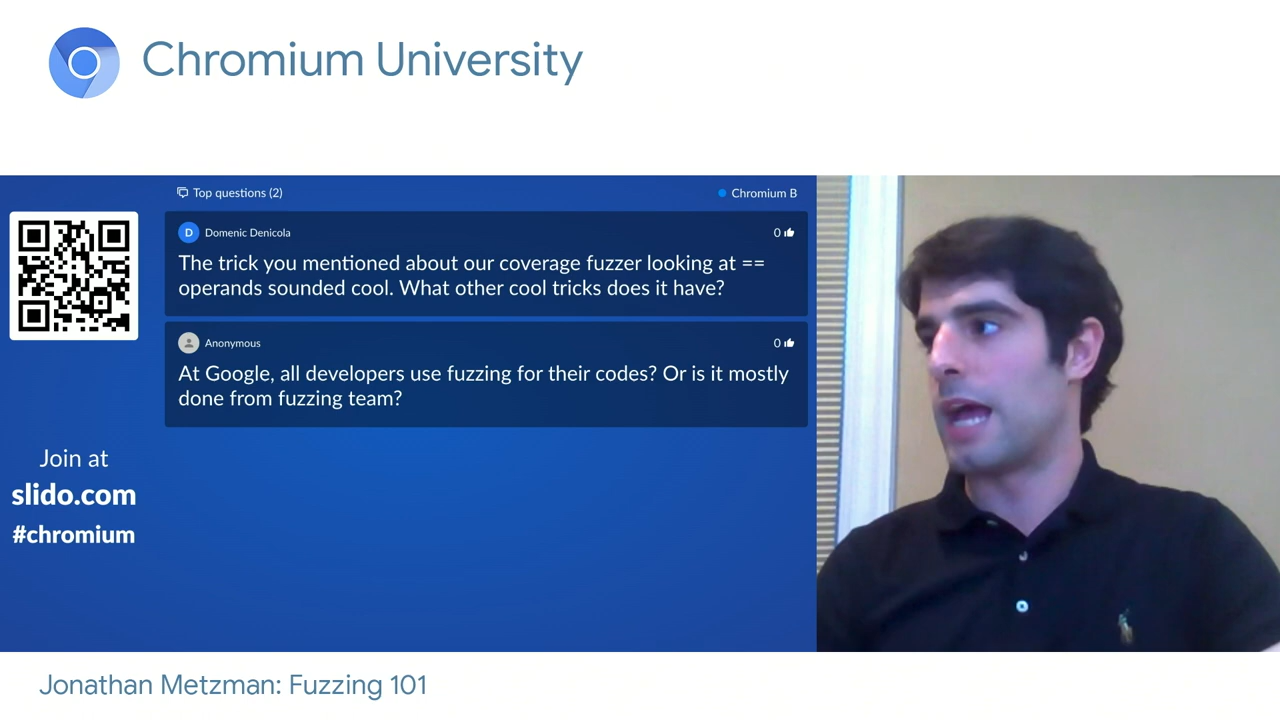 Chromium University
Top questions (2)
Chromium B
D
Domenic Denicola
0
The trick you mentioned about our coverage fuzzer looking at ==
operands sounded cool. What other cool tricks does it have?
Anonymous
0
At Google, all developers use fuzzing for their codes? Or is it mostly
done from fuzzing team?
Join at
slido.com
#chromium
Jonathan Metzman: Fuzzing 101